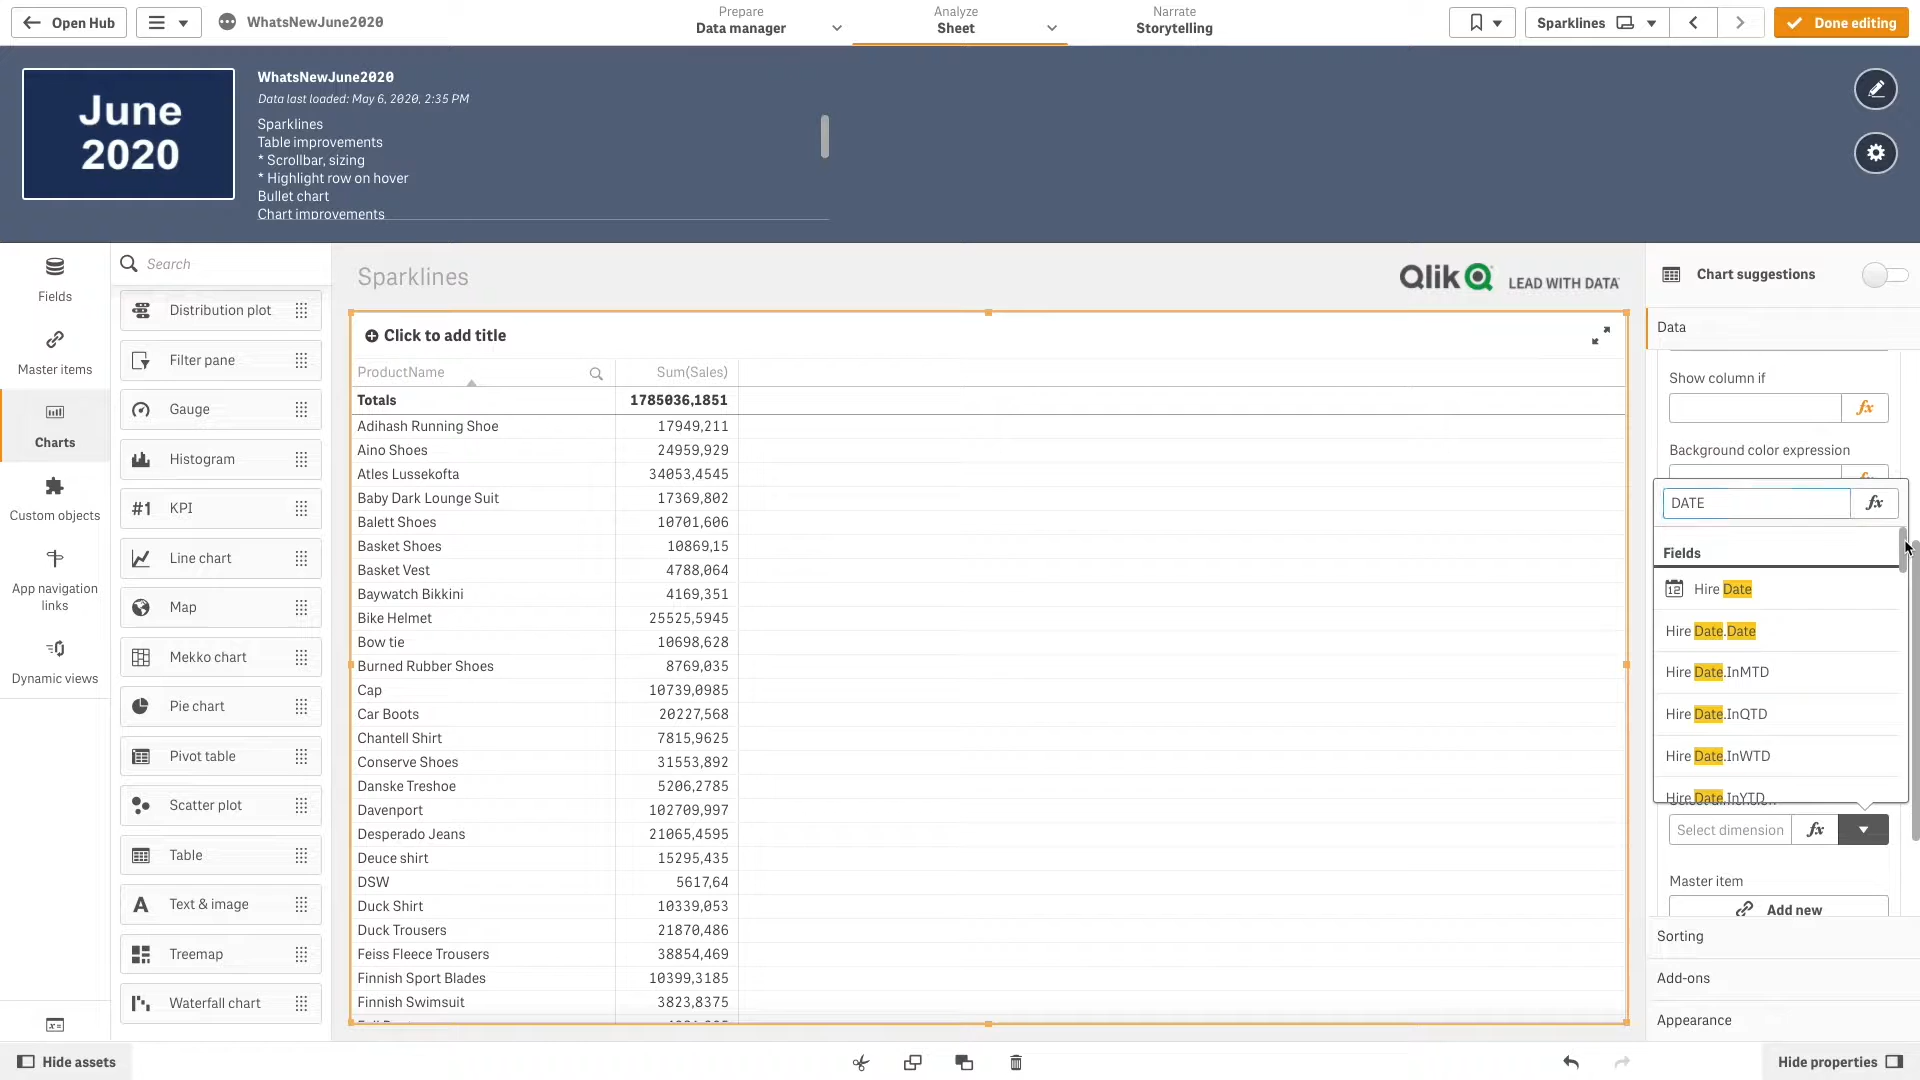 Open Hub
WhatsNewJune2020
Prepare
Data manager
Analyze
Sheet
Narrate
Storytelling
Sparklines
Done editing
June
2020
WhatsNewJune2020
Data last loaded: May 6, 2020, 2:35 PM
Sparklines
Table improvements
* Scrollbar, sizing
* Highlight row on hover
Bullet chart
Chart improvements
Fields
Master items
Charts
Custom objects
App navigation
links
Dynamic views
Search
Distribution plot
Filter pane
Gauge
Histogram
#1 KPI
Line chart
Map
Mekko chart
Pie chart
Pivot table
Scatter plot
Table
A Text & image
Treemap
Waterfall chart
Sparklines
Qlik LEAD WITH DATA
Click to add title
ProductName Sum(Sales)
Totals 1785036,1851
Adihash Running Shoe 17949,211
Aino Shoes 24959,929
Atles Lussekofta 34053,4545
Baby Dark Lounge Suit 17369,802
Balett Shoes 10701,606
Basket Shoes 10869,15
Basket Vest 4788,064
Baywatch Bikkini 4169,351
Bike Helmet 25525,5945
Bow tie 10698,628
Burned Rubber Shoes 8769,035
Cap 10739,0985
Car Boots 20227,568
Chantell Shirt 7815,9625
Conserve Shoes 31553,892
Danske Treshoe 5206,2785
Davenport 102709,997
Desperado Jeans 21065,4595
Deuce shirt 15295,435
DSW 5617,64
Duck Shirt 10339,053
Duck Trousers 21870,486
Feiss Fleece Trousers 38854,469
Finnish Sport Blades 10399,3185
Finnish Swimsuit 3823,8375
Chart suggestions
Data
Show column if
fx
Background color expression
DATE
fx
Fields
12 Hire Date
Hire Date.Date
Hire Date.InMTD
Hire Date.InQTD
Hire Date.InWTD
Hire Date.InYTD
Select dimension
fx
Master item
Add new
Sorting
Add-ons
Appearance
Hide assets
Hide properties